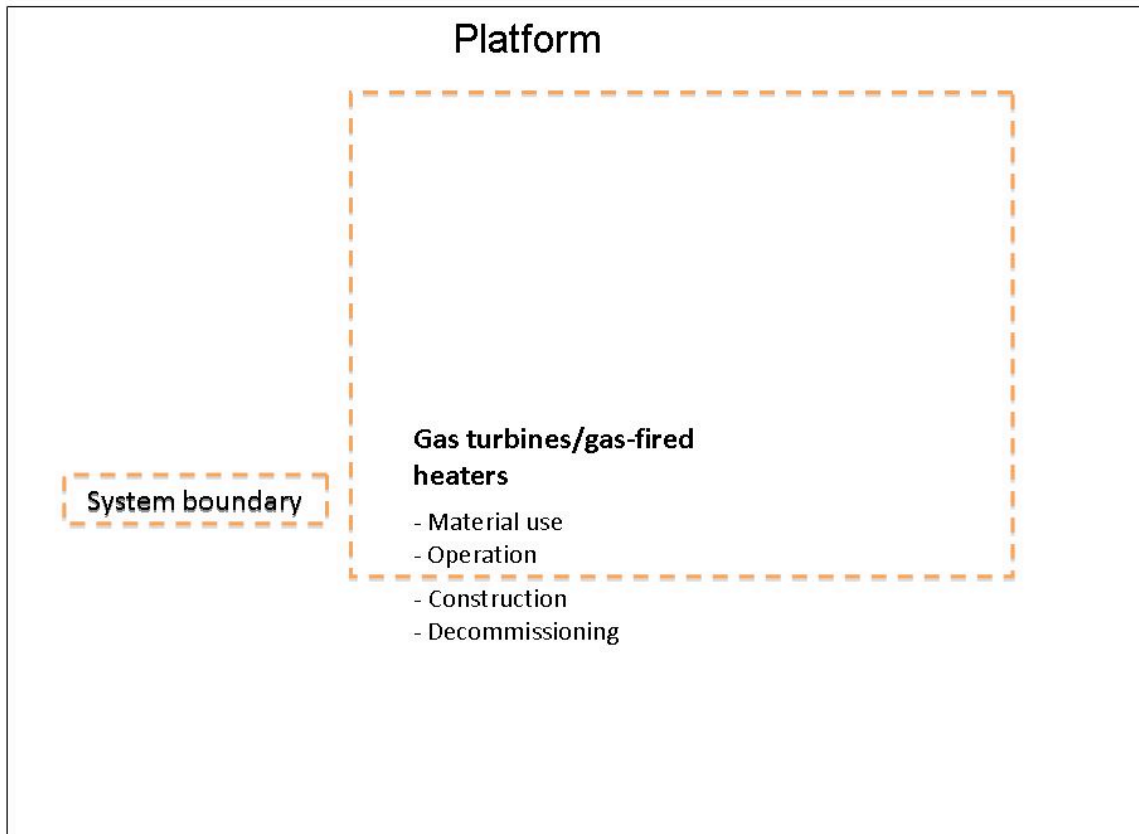 Platform
Gas turbines/gas-fired
heaters
System boundary
- Material use
- Operation
- Construction
- Decommissioning